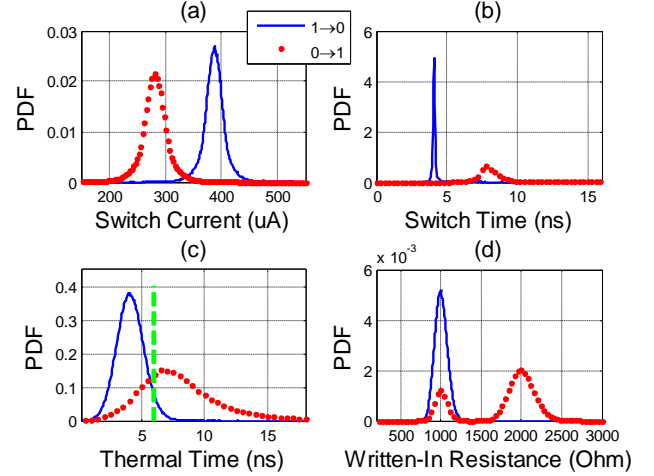 (a)
(b)
1→0
0→1
PDF
0.03
0.02
0.01
0
200
300
400
500
Switch Current (uA)
PDF
6
4
2
0
0
5
10
15
Switch Time (ns)
(c)
(d)
PDF
0.4
0.3
0.2
0.1
0
5
10
15
Thermal Time (ns)
x 10⁻³
PDF
6
4
2
0
500
1000
1500
2000
2500
3000
Written-In Resistance (Ohm)